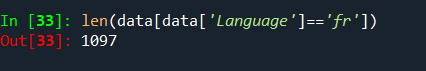 In [33]: len(data[data['Language']=='fr'])
Out[33]: 1097